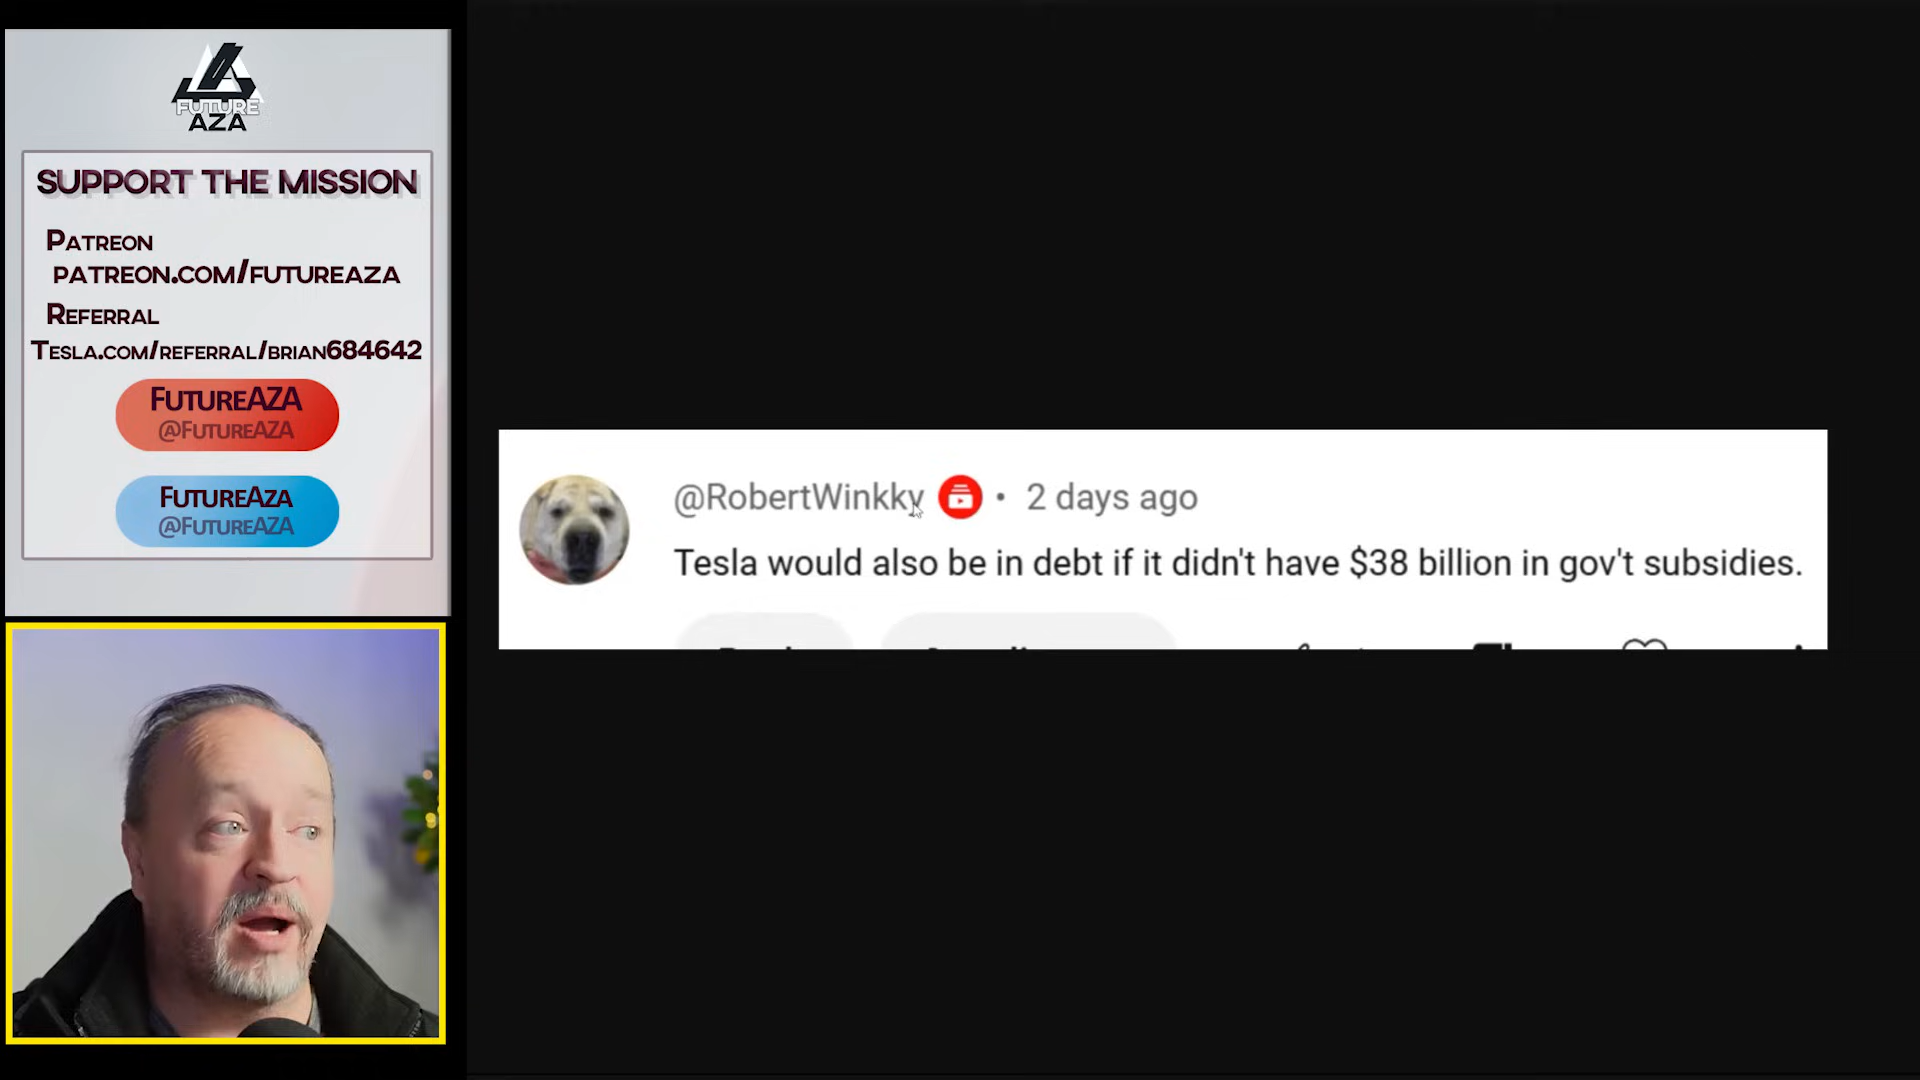 FUTURE
AZA
SUPPORT THE MISSION
PATREON
PATREON.COM/FUTUREAZA
REFERRAL
TESLA.COM/REFERRAL/BRIAN684642
FUTUREAZA
@FUTUREAZA
FUTUREAZA
@FUTUREAZA
@RobertWinkky • 2 days ago
Tesla would also be in debt if it didn't have $38 billion in gov't subsidies.